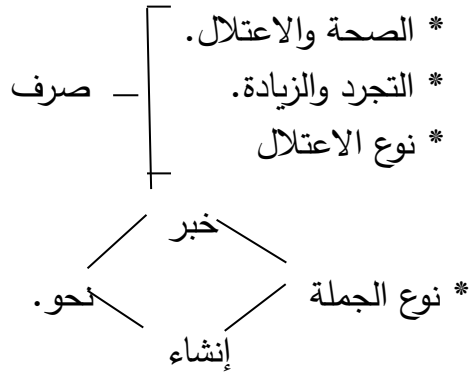 * الصحة والاعتلال.
* التجرد والزيادة.
صرف
* نوع الاعتلال
خبر
* نوع الجملة
نحو.
إنشاء